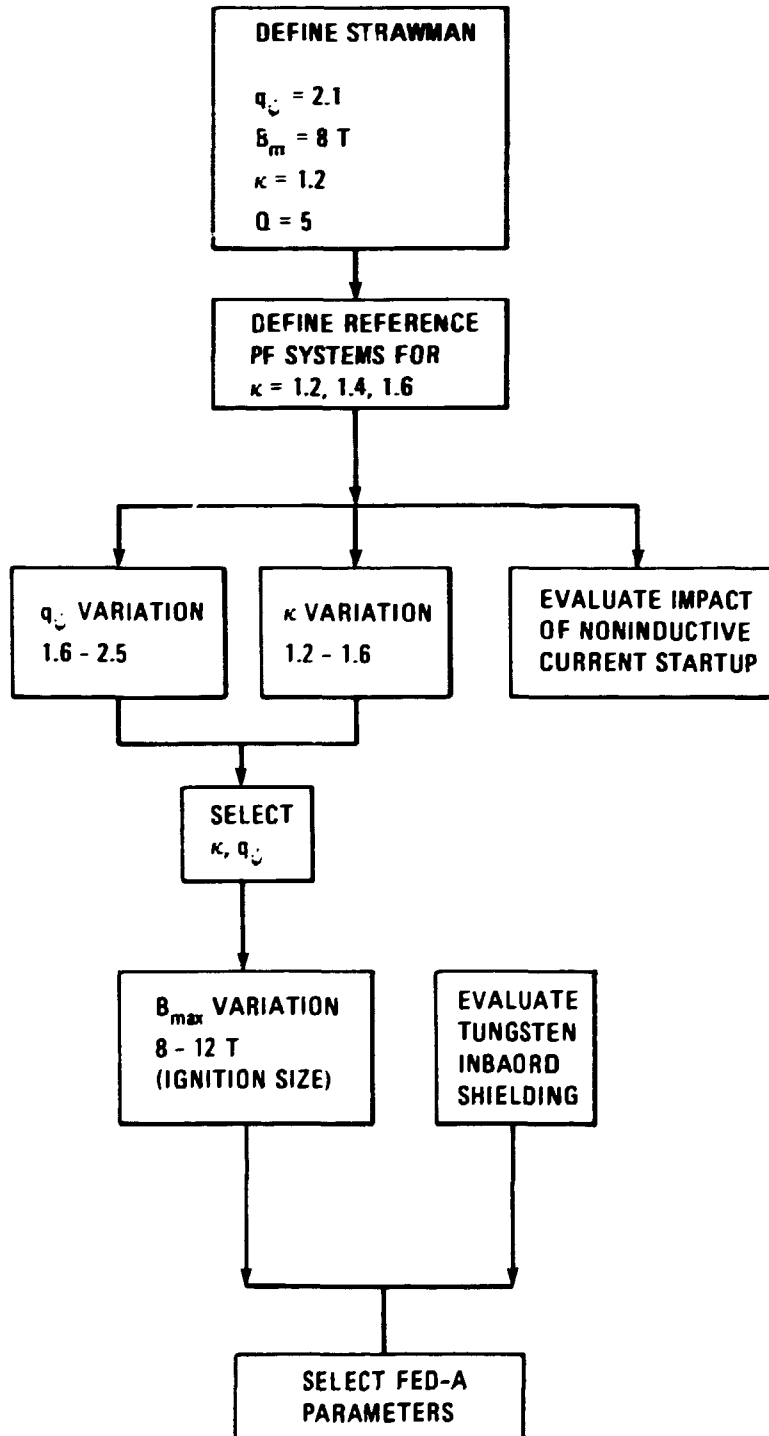 DEFINE STRAWMAN
q = 2.1
B_m = 8 T
κ = 1.2
Q = 5
DEFINE REFERENCE
PF SYSTEMS FOR
κ = 1.2, 1.4, 1.6
q VARIATION
1.6 - 2.5
κ VARIATION
1.2 - 1.6
EVALUATE IMPACT
OF NONINDUCTIVE
CURRENT STARTUP
SELECT
κ, q
B_max VARIATION
8 - 12 T
(IGNITION SIZE)
EVALUATE
TUNGSTEN
INBAORD
SHIELDING
SELECT FED-A
PARAMETERS